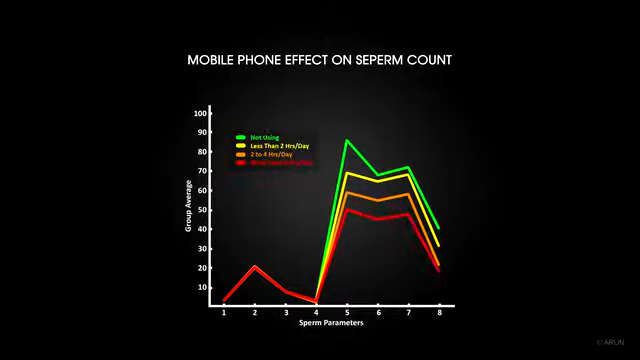 MOBILE PHONE EFFECT ON SEPERM COUNT
100
90
80
70
60
50
40
30
20
10
Group Average
Not Using
Less Than 2 Hrs/Day
2 to 4 Hrs/Day
1 2 3 4 5 6 7 8
Sperm Parameters
© ARUN